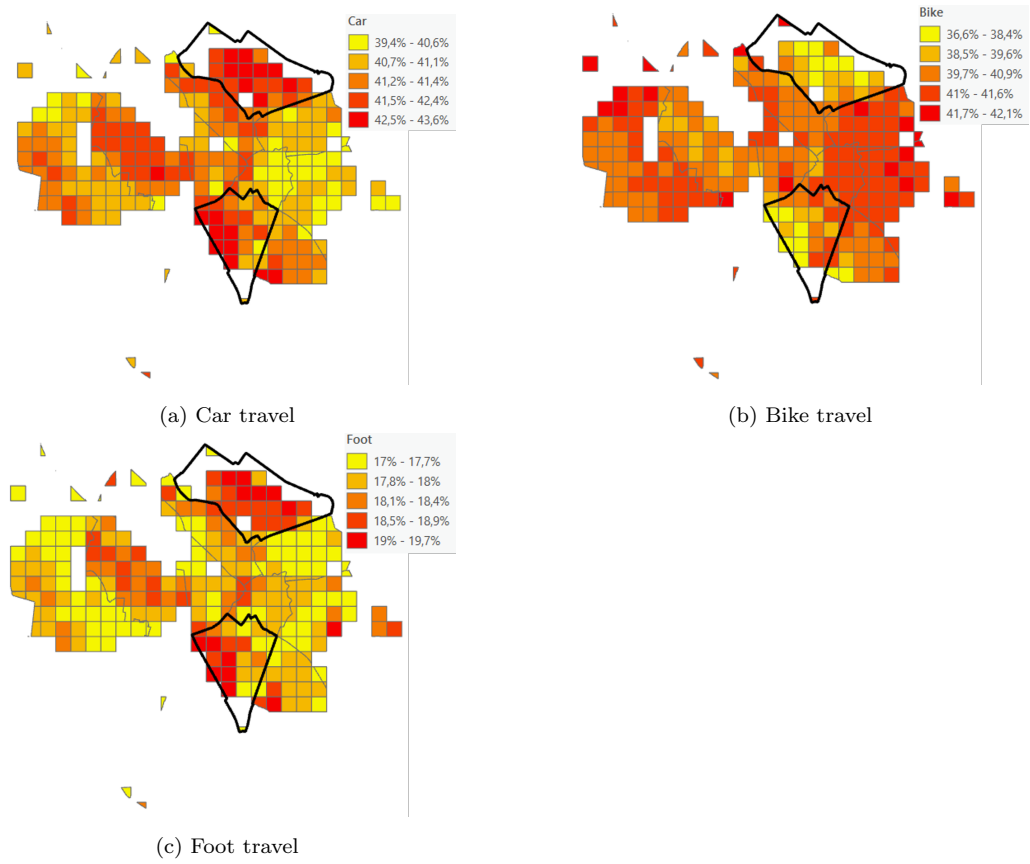 Car
39,4% - 40,6%
40,7% - 41,1%
41,2% - 41,4%
41,5% - 42,4%
42,5% - 43,6%
Bike
36,6% - 38,4%
38,5% - 39,6%
39,7% - 40,9%
41% - 41,6%
41,7% - 42,1%
(a) Car travel
(b) Bike travel
Foot
17% - 17,7%
17,8% - 18%
18,1% - 18,4%
18,5% - 18,9%
19% - 19,7%
(c) Foot travel